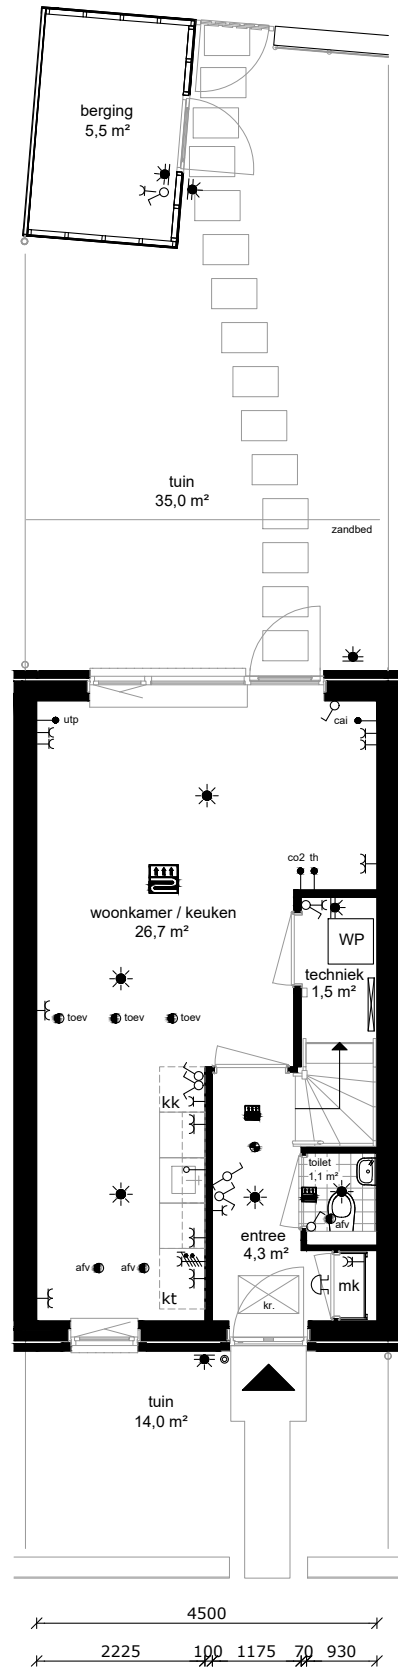 berging
5,5 m²
tuin
35,0 m²
zandbed
utp
cai
co2 th
woonkamer / keuken
26,7 m²
WP
techniek
1,5 m²
toev toev toev
kk
toilet
1,1 m²
afv
entree
4,3 m²
afv afv
kt
kr.
mk
tuin
14,0 m²
4500
2225 100 1175 70 930